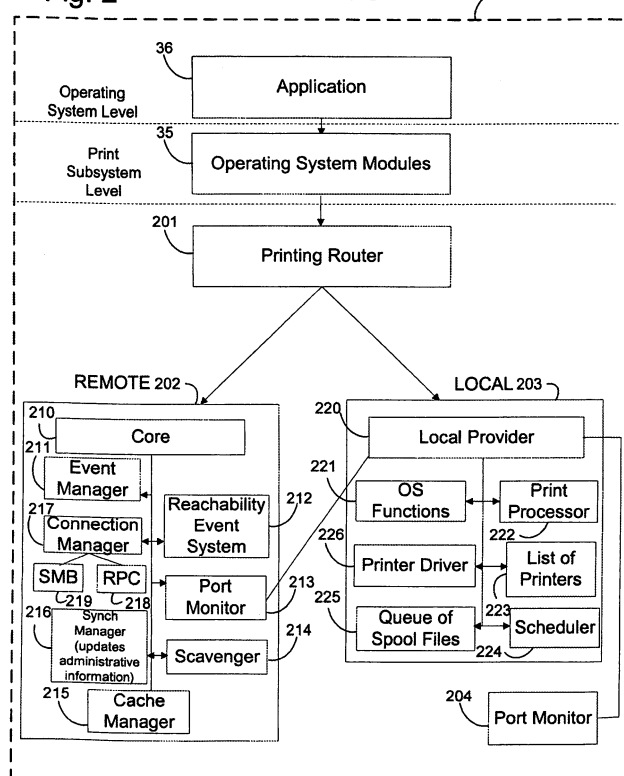 Fig. 2
36
Application
Operating
System Level
35
Print
Subsystem
Level
Operating System Modules
201
Printing Router
REMOTE 202
LOCAL 203
210
Core
211
Event
Manager
217
Connection
Manager
Reachability
Event
System
212
SMB
219
RPC
218
Port
Monitor
213
216
Synch
Manager
(updates
administrative
information)
Scavenger
214
215
Cache
Manager
220
Local Provider
221
OS
Functions
Print
Processor
222
226
Printer Driver
List of
Printers
223
225
Queue of
Spool Files
Scheduler
224
204
Port Monitor